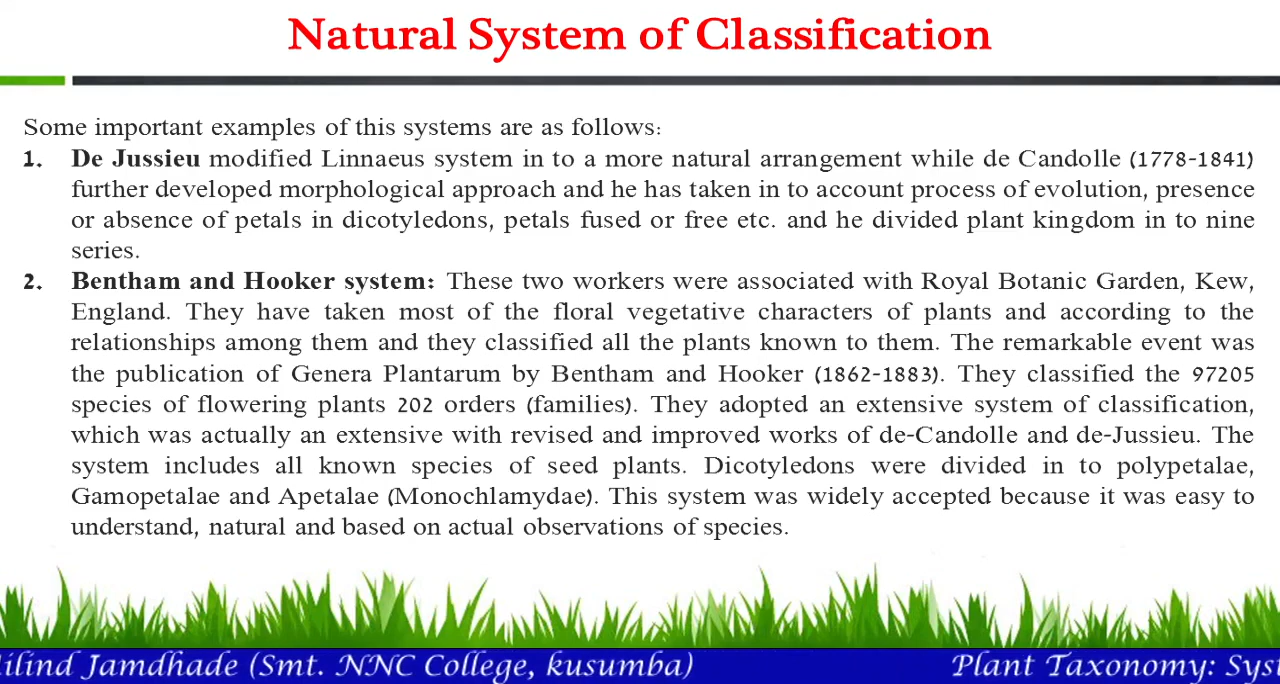 Natural System of Classification
Some important examples of this systems are as follows:
1. De Jussieu modified Linnaeus system in to a more natural arrangement while de Candolle (1778-1841)
further developed morphological approach and he has taken in to account process of evolution, presence
or absence of petals in dicotyledons, petals fused or free etc. and he divided plant kingdom in to nine
series.
2. Bentham and Hooker system: These two workers were associated with Royal Botanic Garden, Kew,
England. They have taken most of the floral vegetative characters of plants and according to the
relationships among them and they classified all the plants known to them. The remarkable event was
the publication of Genera Plantarum by Bentham and Hooker (1862-1883). They classified the 97205
species of flowering plants 202 orders (families). They adopted an extensive system of classification,
which was actually an extensive with revised and improved works of de-Candolle and de-Jussieu. The
system includes all known species of seed plants. Dicotyledons were divided in to polypetalae,
Gamopetalae and Apetalae (Monochlamydae). This system was widely accepted because it was easy to
understand, natural and based on actual observations of species.
Jamdhade (Smt. NNC College, kusumba) Plant Taxonomy: